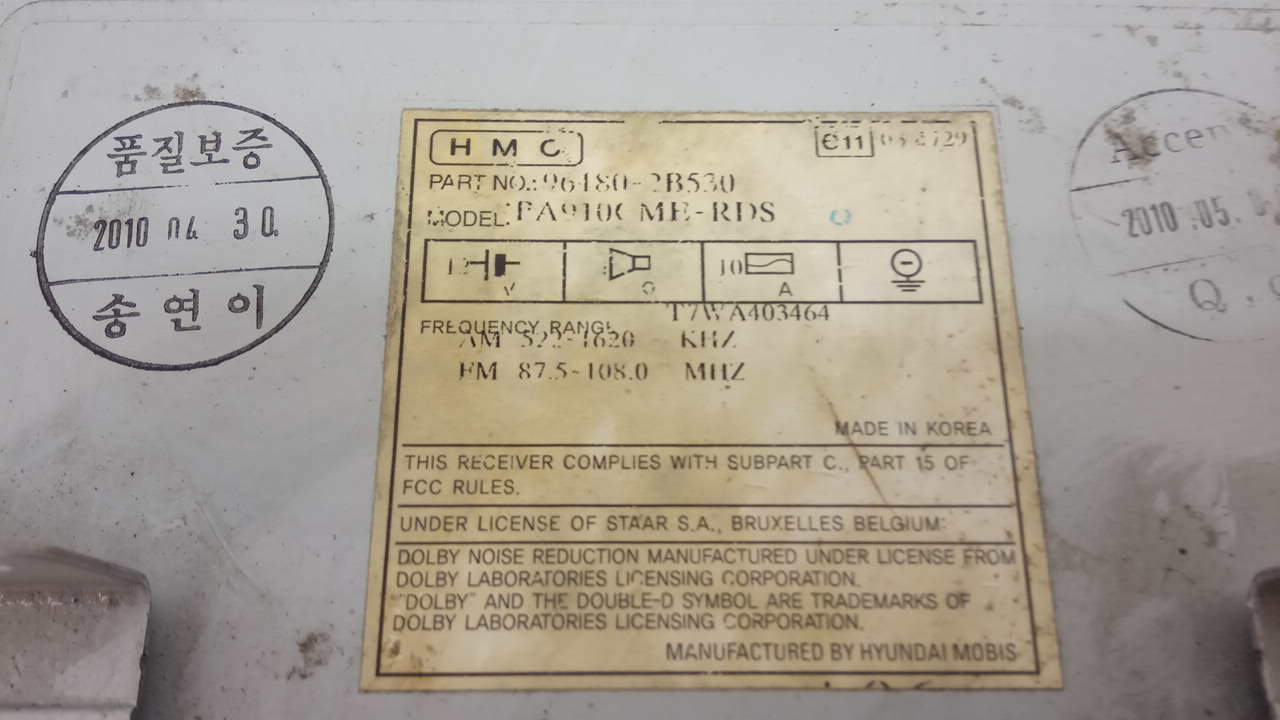 품질보증
2010 04 30.
송연이
HMC
e11
PART NO.: 96180-2B530
MODEL: PA910CME-RDS
12 V
10 A
T7WA403464
FREQUENCY RANGE
AM 522-1620 KHZ
FM 87.5-108.0 MHZ
MADE IN KOREA
THIS RECEIVER COMPLIES WITH SUBPART C., PART 15 OF
FCC RULES.
UNDER LICENSE OF STAAR S.A., BRUXELLES BELGIUM:
DOLBY NOISE REDUCTION MANUFACTURED UNDER LICENSE FROM
DOLBY LABORATORIES LICENSING CORPORATION.
"DOLBY" AND THE DOUBLE-D SYMBOL ARE TRADEMARKS OF
DOLBY LABORATORIES LICENSING CORPORATION.
MANUFACTURED BY HYUNDAI MOBIS
Accen
2010 .05.
Q.